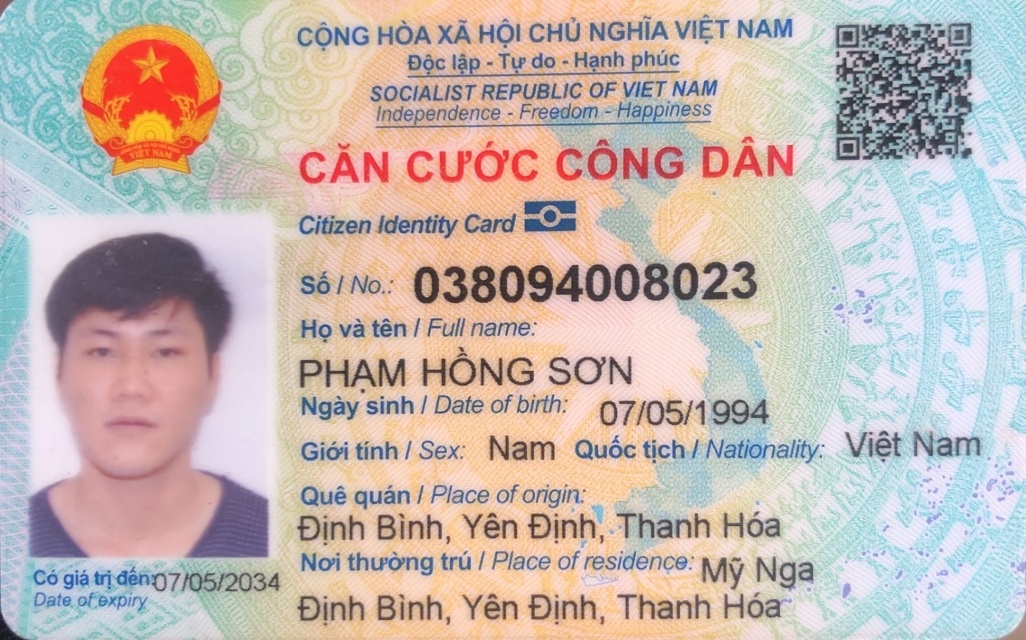 CỘNG HÒA XÃ HỘI CHỦ NGHĨA VIỆT NAM
Độc lập - Tự do - Hạnh phúc
SOCIALIST REPUBLIC OF VIET NAM
Independence - Freedom - Happiness
CĂN CƯỚC CÔNG DÂN
Citizen Identity Card
Số / No.: 038094008023
Họ và tên / Full name:
PHẠM HỒNG SƠN
Ngày sinh / Date of birth: 07/05/1994
Giới tính / Sex: Nam Quốc tịch / Nationality: Việt Nam
Quê quán / Place of origin:
Định Bình, Yên Định, Thanh Hóa
Nơi thường trú / Place of residence: Mỹ Nga
Định Bình, Yên Định, Thanh Hóa
Có giá trị đến: 07/05/2034
Date of expiry
VIỆT NAM